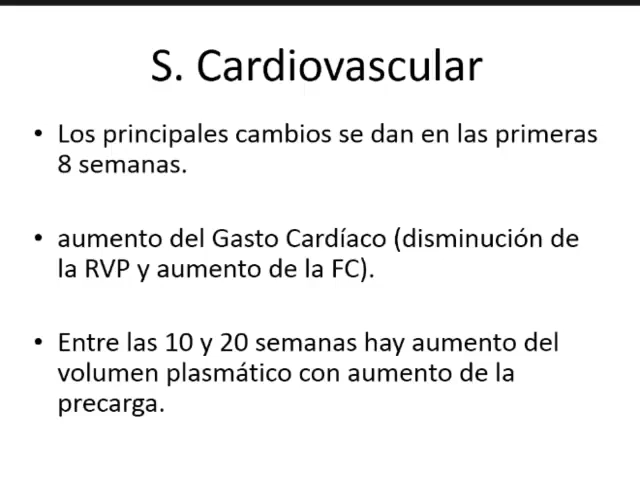 S. Cardiovascular
• Los principales cambios se dan en las primeras
8 semanas.
• aumento del Gasto Cardíaco (disminución de
la RVP y aumento de la FC).
• Entre las 10 y 20 semanas hay aumento del
volumen plasmático con aumento de la
precarga.